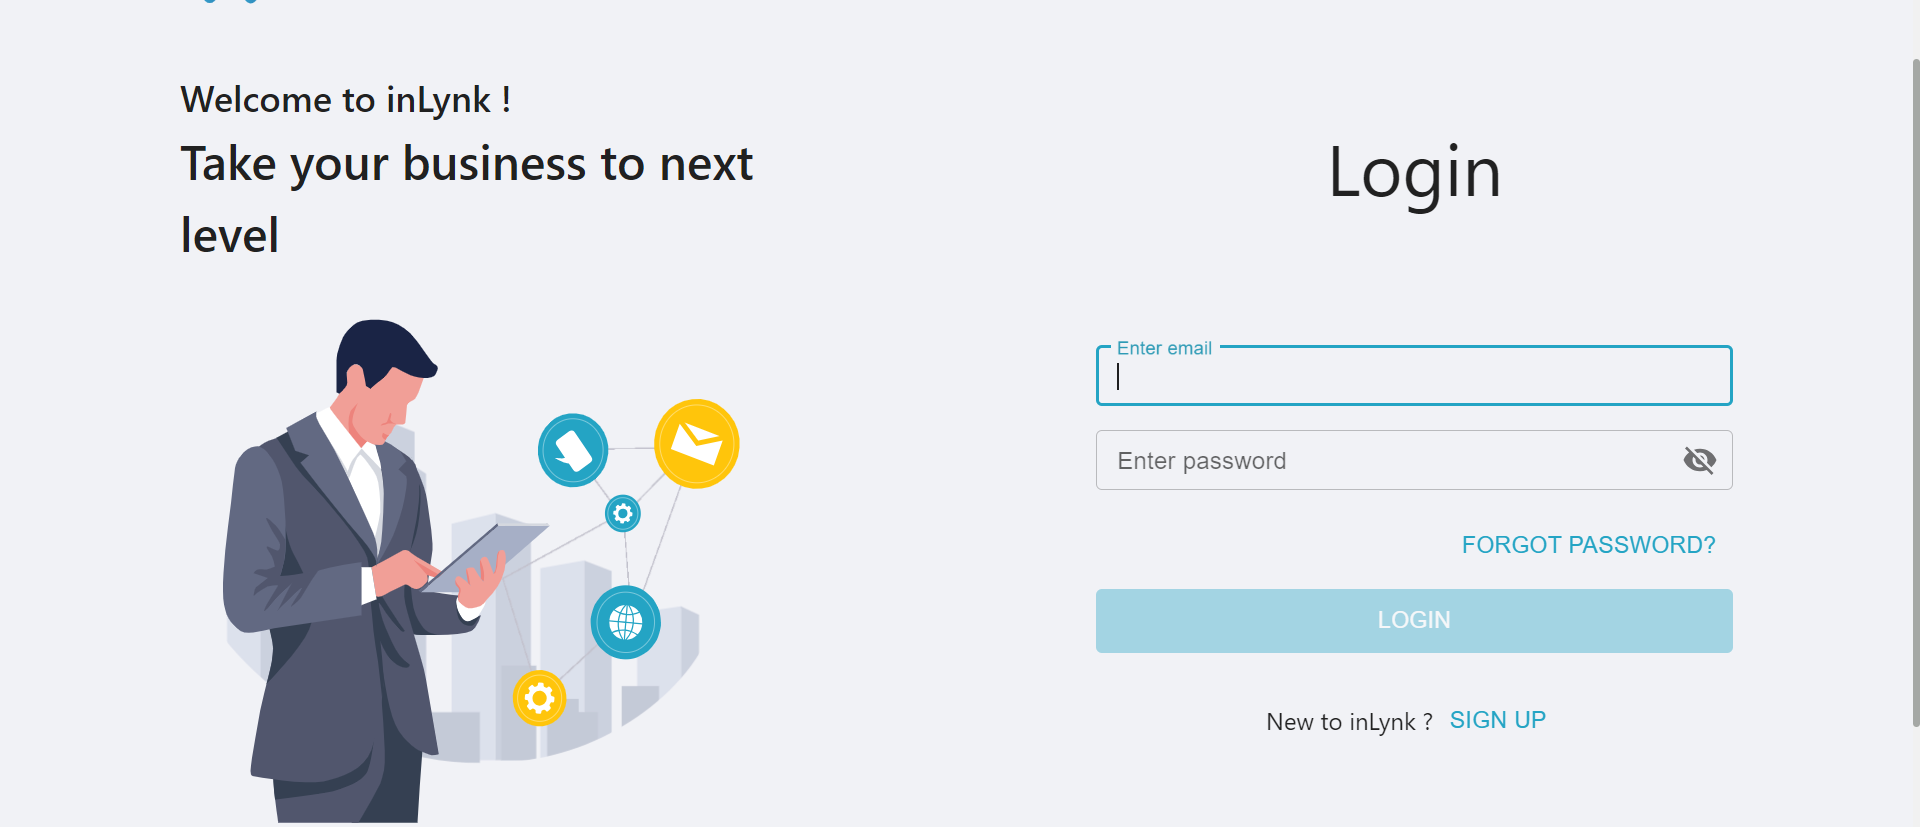 Welcome to inLynk !
Take your business to next
level
Login
Enter email
Enter password
FORGOT PASSWORD?
LOGIN
New to inLynk ? SIGN UP